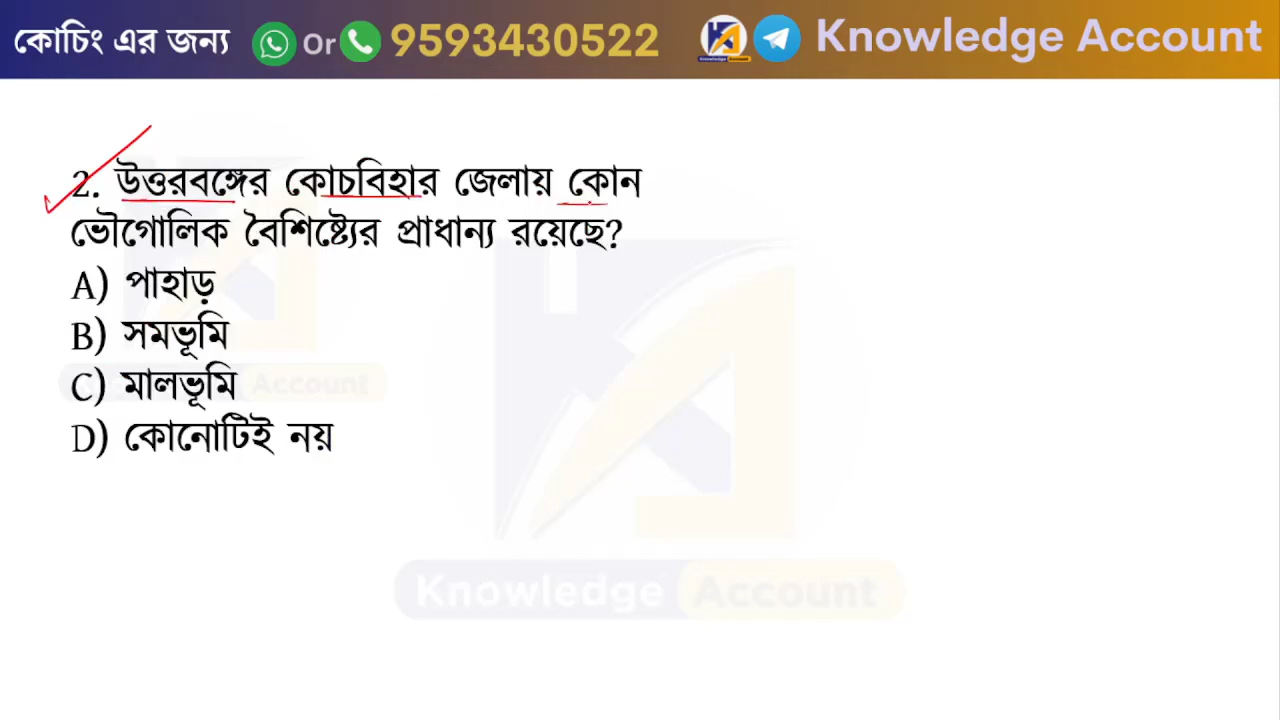 কোচিং এর জন্য Or 9593430522 Knowledge Account
2. উত্তরবঙ্গের কোচবিহার জেলায় কোন
ভৌগোলিক বৈশিষ্ট্যের প্রাধান্য রয়েছে?
A) পাহাড়
B) সমভূমি
C) মালভূমি
D) কোনোটিই নয়
Knowledge Account